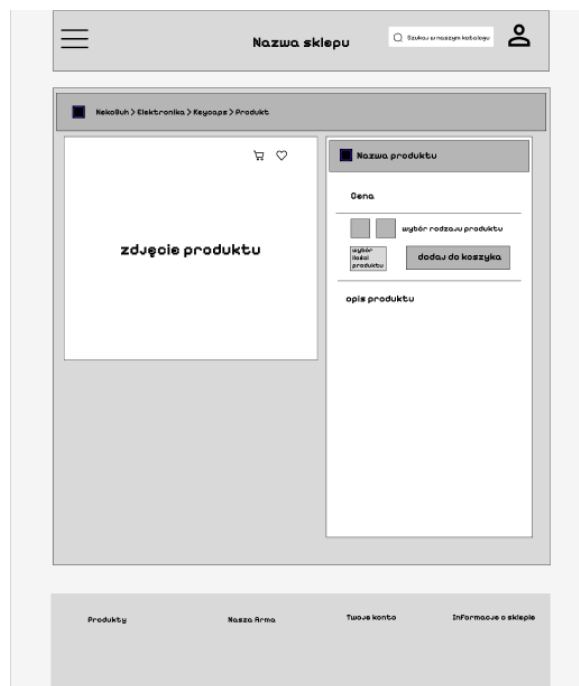 Nazwa sklepu
Szukaj w naszym katalogu
NekoBuh > Elektronika > Keycaps > Produkt
zdjęcie produktu
Nazwa produktu
Cena
wybór rodzaju produktu
wybór
ilości
produktu
dodaj do koszyka
opis produktu
Produkty
Nasza Arma
Twoje konto
Informacje o sklepie